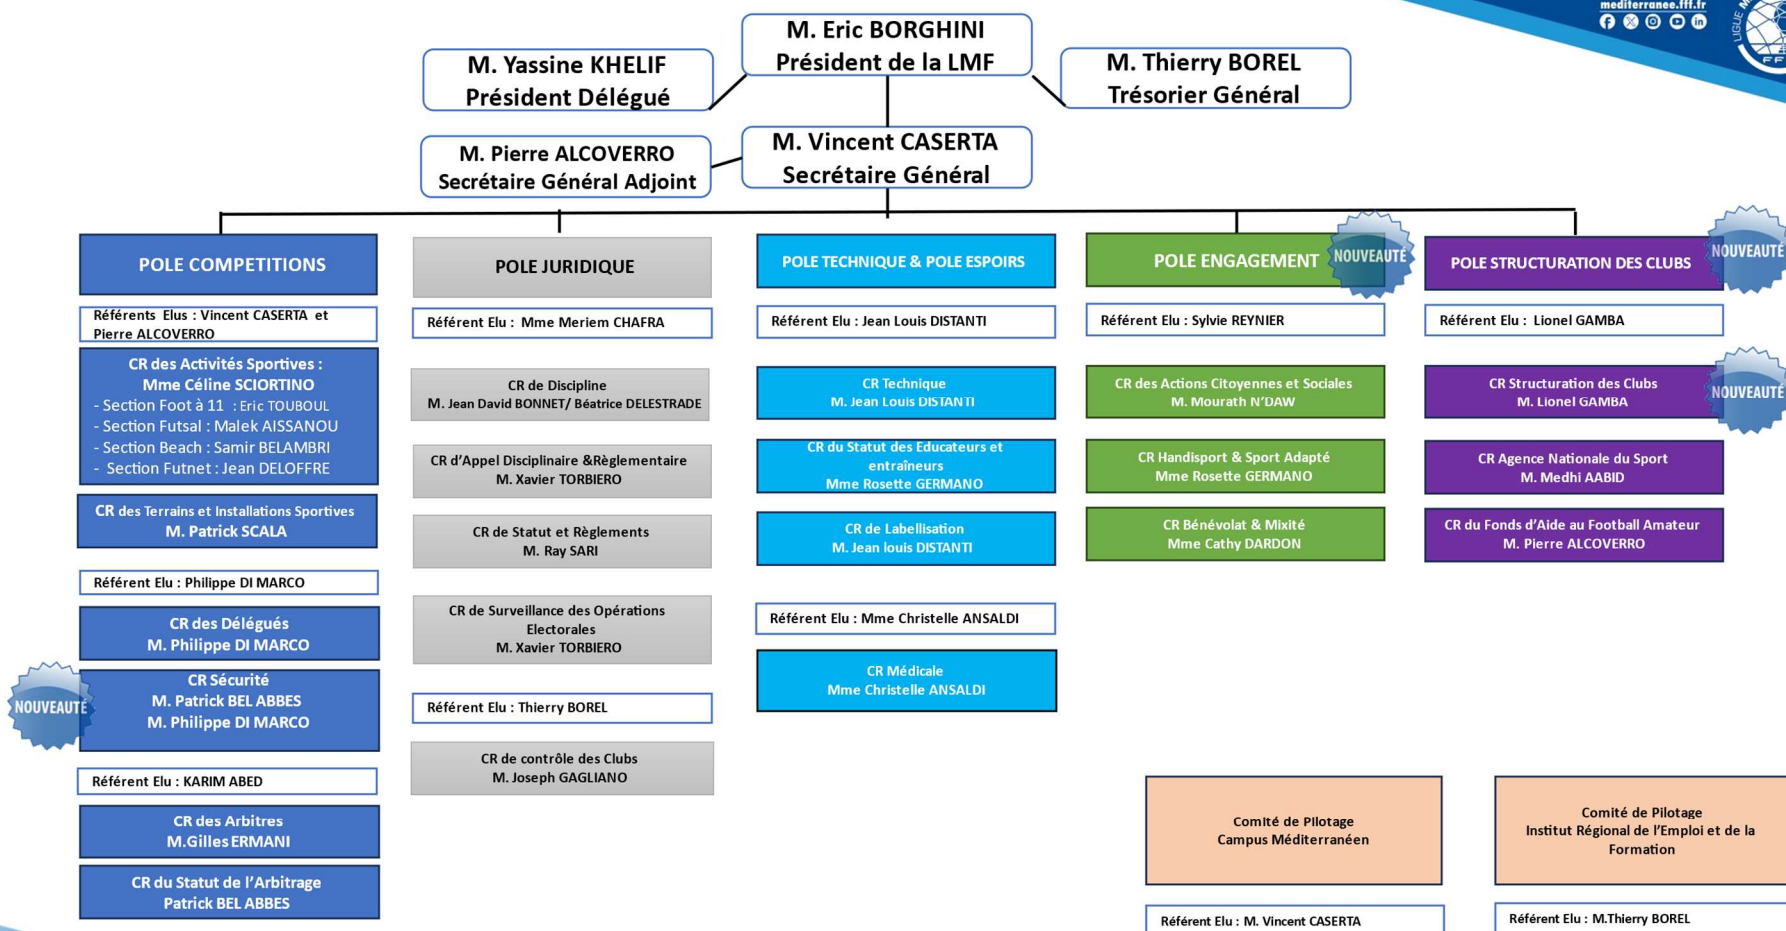 mediterranee.fff.fr
LIGUE
M. Eric BORGHINI
Président de la LMF
M. Yassine KHELIF
Président Délégué
M. Thierry BOREL
Trésorier Général
M. Vincent CASERTA
Secrétaire Général
M. Pierre ALCOVERRO
Secrétaire Général Adjoint
POLE COMPETITIONS
Référents Elus : Vincent CASERTA et
Pierre ALCOVERRO
CR des Activités Sportives :
Mme Céline SCIORTINO
- Section Foot à 11 : Eric TOUBOUL
- Section Futsal : Malek AISSANOU
- Section Beach : Samir BELAMBRI
- Section Futnet : Jean DELOFFRE
CR des Terrains et Installations Sportives
M. Patrick SCALA
Référent Elu : Philippe DI MARCO
CR des Délégués
M. Philippe DI MARCO
NOUVEAUTÉ
CR Sécurité
M. Patrick BEL ABBES
M. Philippe DI MARCO
Référent Elu : KARIM ABED
CR des Arbitres
M.Gilles ERMANI
CR du Statut de l'Arbitrage
Patrick BEL ABBES
POLE JURIDIQUE
Référent Elu : Mme Meriem CHAFRA
CR de Discipline
M. Jean David BONNET/ Béatrice DELESTRADE
CR d'Appel Disciplinaire &Règlementaire
M. Xavier TORBIERO
CR de Statut et Règlements
M. Ray SARI
CR de Surveillance des Opérations
Electorales
M. Xavier TORBIERO
Référent Elu : Thierry BOREL
CR de contrôle des Clubs
M. Joseph GAGLIANO
POLE TECHNIQUE & POLE ESPOIRS
Référent Elu : Jean Louis DISTANTI
CR Technique
M. Jean Louis DISTANTI
CR du Statut des Educateurs et
entraîneurs
Mme Rosette GERMANO
CR de Labellisation
M. Jean louis DISTANTI
Référent Elu : Mme Christelle ANSALDI
CR Médicale
Mme Christelle ANSALDI
POLE ENGAGEMENT
NOUVEAUTÉ
Référent Elu : Sylvie REYNIER
CR des Actions Citoyennes et Sociales
M. Mourath N'DAW
CR Handisport & Sport Adapté
Mme Rosette GERMANO
CR Bénévolat & Mixité
Mme Cathy DARDON
POLE STRUCTURATION DES CLUBS
NOUVEAUTÉ
Référent Elu : Lionel GAMBA
CR Structuration des Clubs
M. Lionel GAMBA
NOUVEAUTÉ
CR Agence Nationale du Sport
M. Medhi AABID
CR du Fonds d'Aide au Football Amateur
M. Pierre ALCOVERRO
Comité de Pilotage
Campus Méditerranéen
Référent Elu : M. Vincent CASERTA
Comité de Pilotage
Institut Régional de l'Emploi et de la
Formation
Référent Elu : M.Thierry BOREL